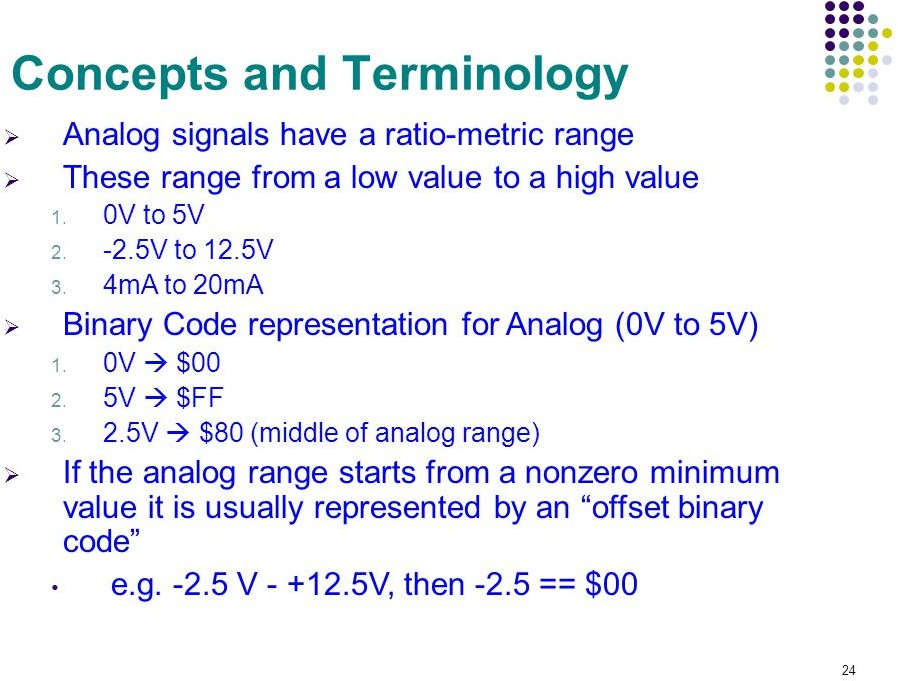 Concepts and Terminology
➢ Analog signals have a ratio-metric range
➢ These range from a low value to a high value
1. 0V to 5V
2. -2.5V to 12.5V
3. 4mA to 20mA
➢ Binary Code representation for Analog (0V to 5V)
1. 0V → $00
2. 5V → $FF
3. 2.5V → $80 (middle of analog range)
➢ If the analog range starts from a nonzero minimum
value it is usually represented by an “offset binary
code”
• e.g. -2.5 V - +12.5V, then -2.5 == $00
24